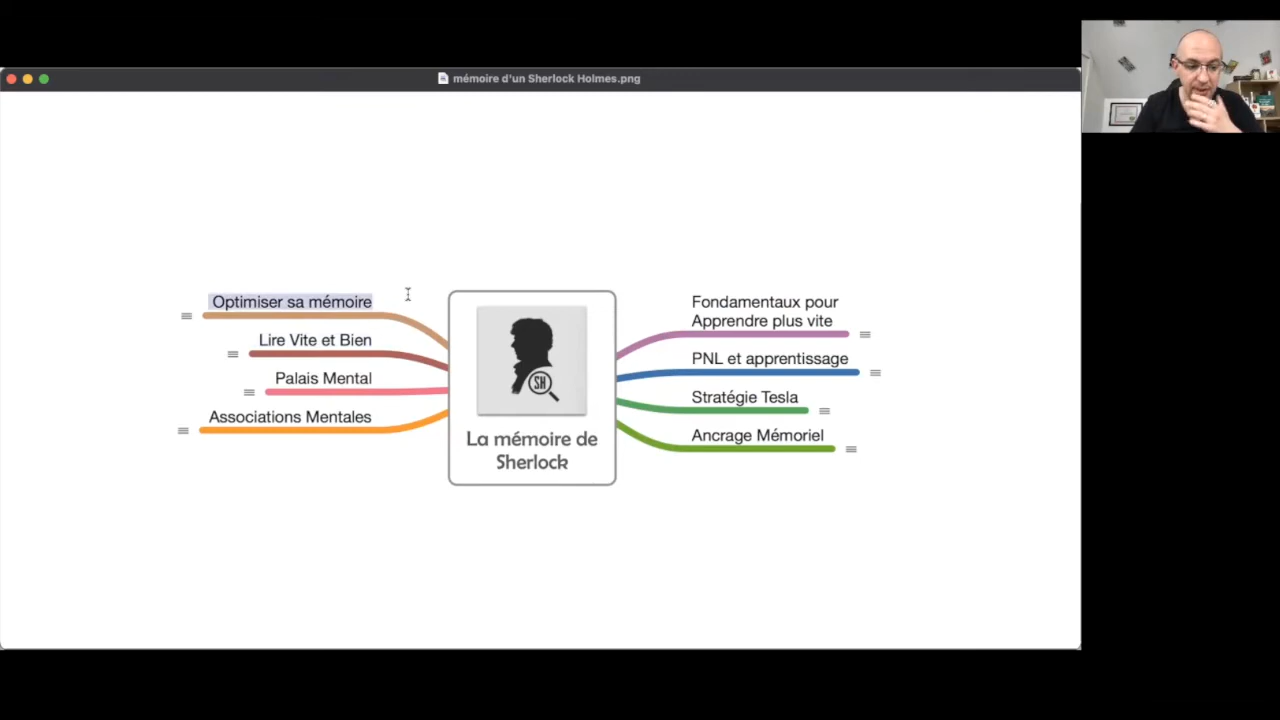 mémoire d'un Sherlock Holmes.png
Optimiser sa mémoire
Lire Vite et Bien
Palais Mental
Associations Mentales
SH
La mémoire de
Sherlock
Fondamentaux pour
Apprendre plus vite
PNL et apprentissage
Stratégie Tesla
Ancrage Mémoriel